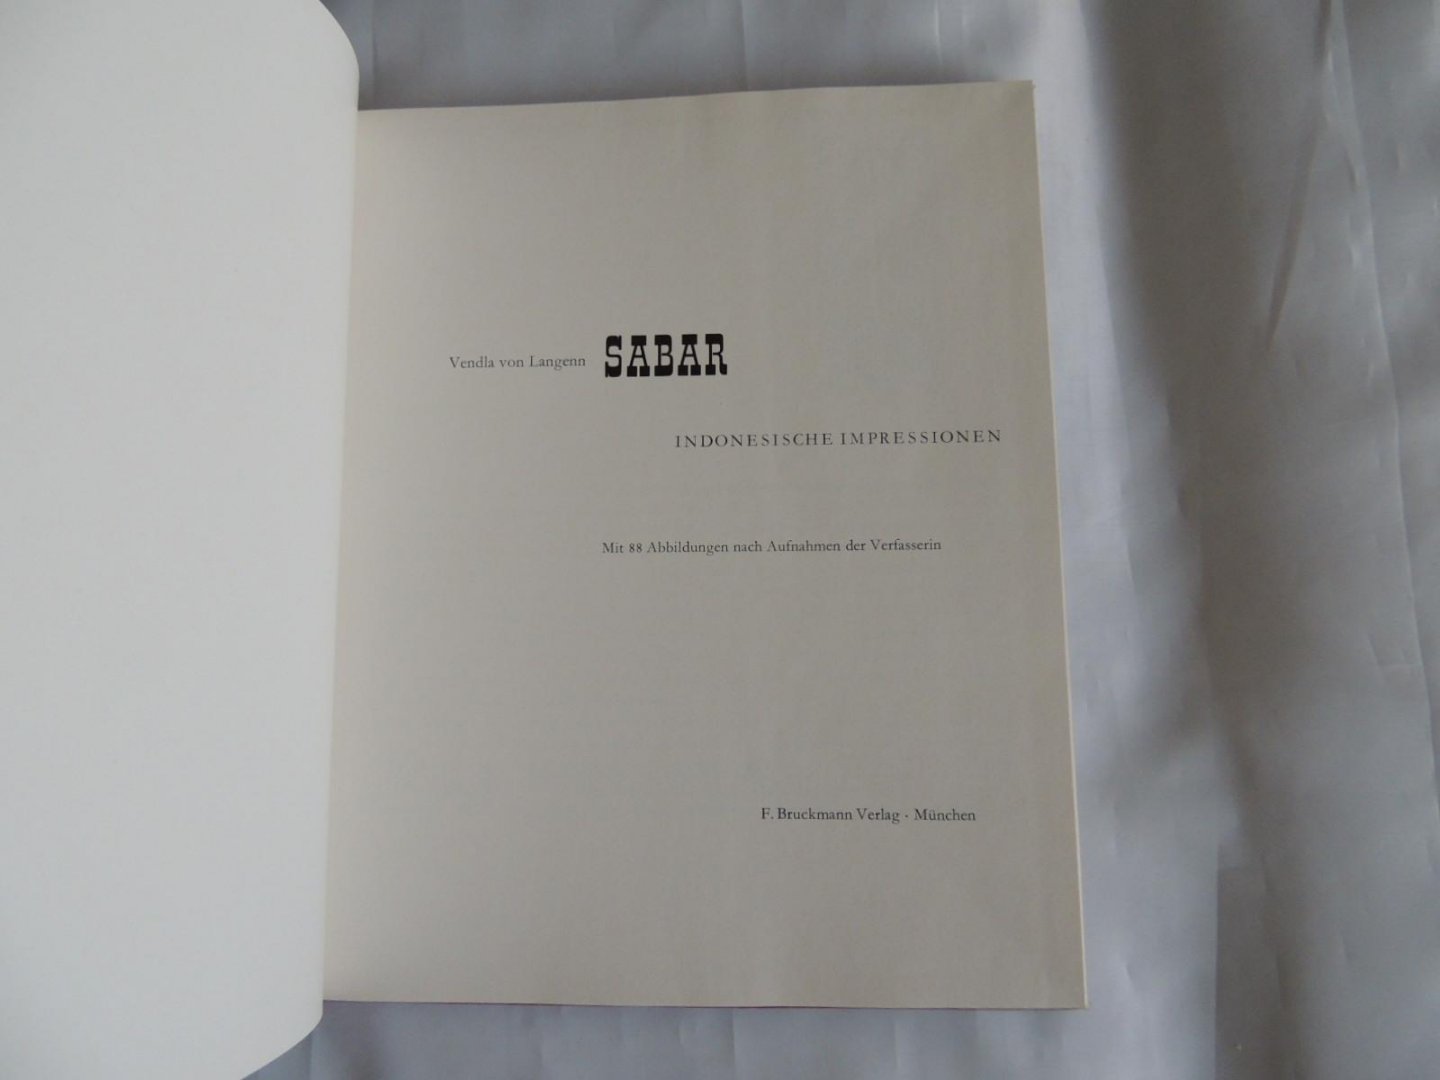 Vendla von Langenn SABAR
INDONESISCHE IMPRESSIONEN
Mit 88 Abbildungen nach Aufnahmen der Verfasserin
F. Bruckmann Verlag · München